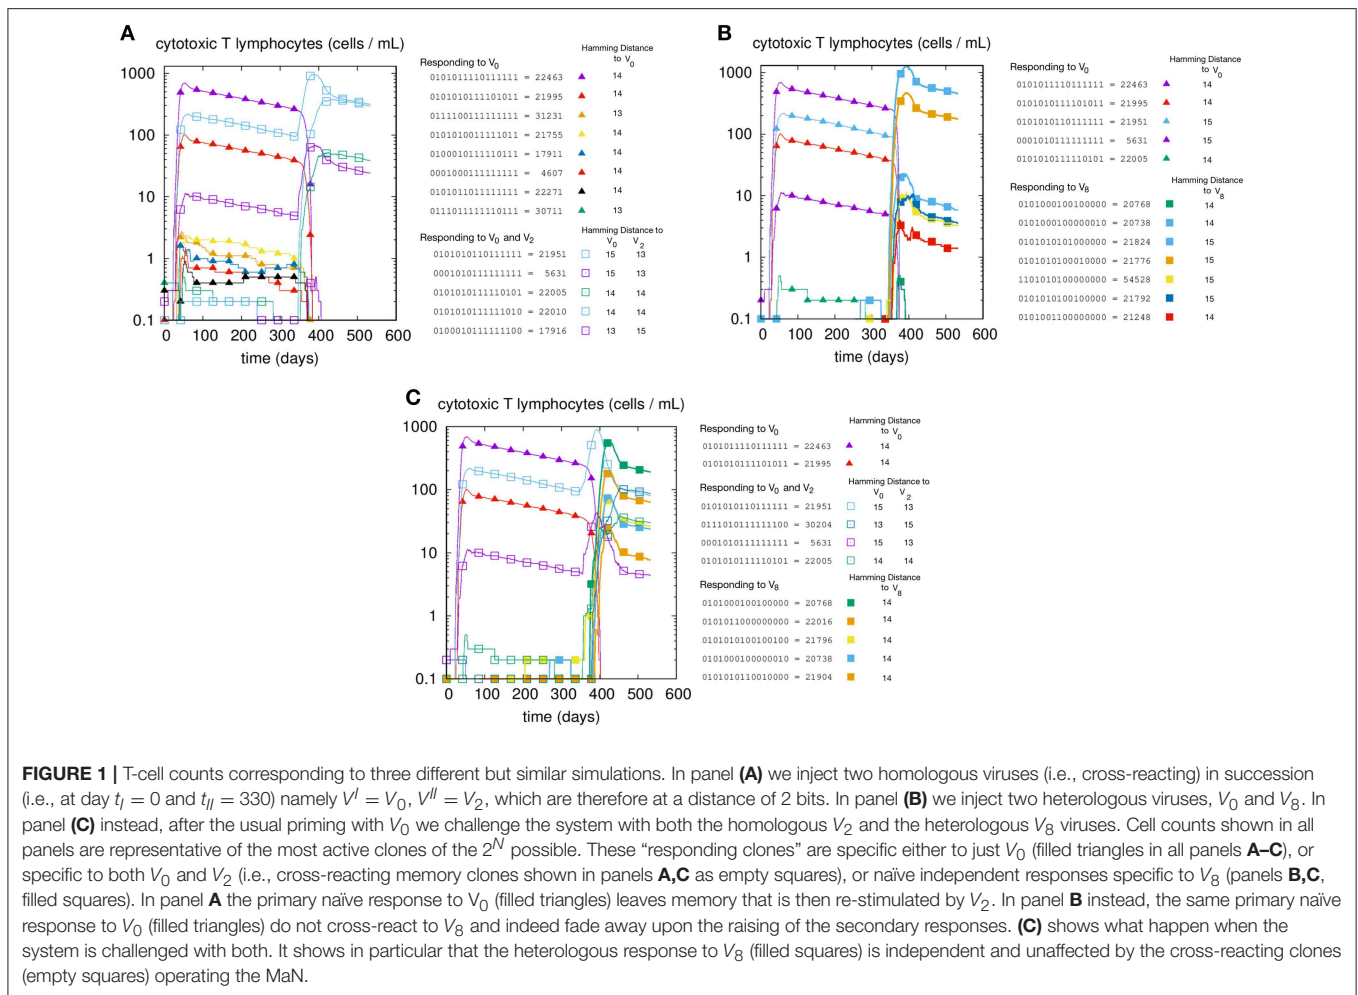 A
cytotoxic T lymphocytes (cells / mL)
1000
100
10
1
0.1
0 100 200 300 400 500 600
time (days)
Hamming Distance
to V0
Responding to V0
0101011110111111 = 22463 14
0101010111101011 = 21995 14
0111100111111111 = 31231 13
0101010011111011 = 21755 14
0100010111110111 = 17911 14
0001000111111111 = 4607 14
0101011011111111 = 22271 14
0111011111110111 = 30711 13
Responding to V0 and V2
Hamming Distance to
V0 V2
0101010110111111 = 21951 15 13
0001010111111111 = 5631 15 13
0101010111110101 = 22005 14 14
0101010111111010 = 22010 14 14
0100010111111100 = 17916 13 15
B
cytotoxic T lymphocytes (cells / mL)
1000
100
10
1
0.1
0 100 200 300 400 500 600
time (days)
Responding to V0
Hamming Distance
to V0
0101011110111111 = 22463 14
0101010111101011 = 21995 14
0101010110111111 = 21951 15
0001010111111111 = 5631 15
0101010111110101 = 22005 14
Responding to V8
Hamming Distance
to V8
0101000100100000 = 20768 14
0101000100000010 = 20738 14
0101010101000000 = 21824 15
0101010100010000 = 21776 15
1101010100000000 = 54528 15
0101010100100000 = 21792 15
0101001100000000 = 21248 14
C
cytotoxic T lymphocytes (cells / mL)
1000
100
10
1
0.1
0 100 200 300 400 500 600
time (days)
Responding to V0
Hamming Distance
to V0
0101011110111111 = 22463 14
0101010111101011 = 21995 14
Responding to V0 and V2
Hamming Distance to
V0 V2
0101010110111111 = 21951 15 13
0111010111111100 = 30204 13 15
0001010111111111 = 5631 15 13
0101010111110101 = 22005 14 14
Responding to V8
Hamming Distance
to V8
0101000100100000 = 20768 14
0101011000000000 = 22016 14
0101010100100100 = 21796 14
0101000100000010 = 20738 14
0101010110010000 = 21904 14
FIGURE 1 | T-cell counts corresponding to three different but similar simulations. In panel (A) we inject two homologous viruses (i.e., cross-reacting) in succession
(i.e., at day tI = 0 and tII = 330) namely VI = V0, VII = V2, which are therefore at a distance of 2 bits. In panel (B) we inject two heterologous viruses, V0 and V8. In
panel (C) instead, after the usual priming with V0 we challenge the system with both the homologous V2 and the heterologous V8 viruses. Cell counts shown in all
panels are representative of the most active clones of the 2N possible. These “responding clones” are specific either to just V0 (filled triangles in all panels A–C), or
specific to both V0 and V2 (i.e., cross-reacting memory clones shown in panels A,C as empty squares), or naïve independent responses specific to V8 (panels B,C,
filled squares). In panel A the primary naïve response to V0 (filled triangles) leaves memory that is then re-stimulated by V2. In panel B instead, the same primary naïve
response to V0 (filled triangles) do not cross-react to V8 and indeed fade away upon the raising of the secondary responses. (C) shows what happen when the
system is challenged with both. It shows in particular that the heterologous response to V8 (filled squares) is independent and unaffected by the cross-reacting clones
(empty squares) operating the MaN.